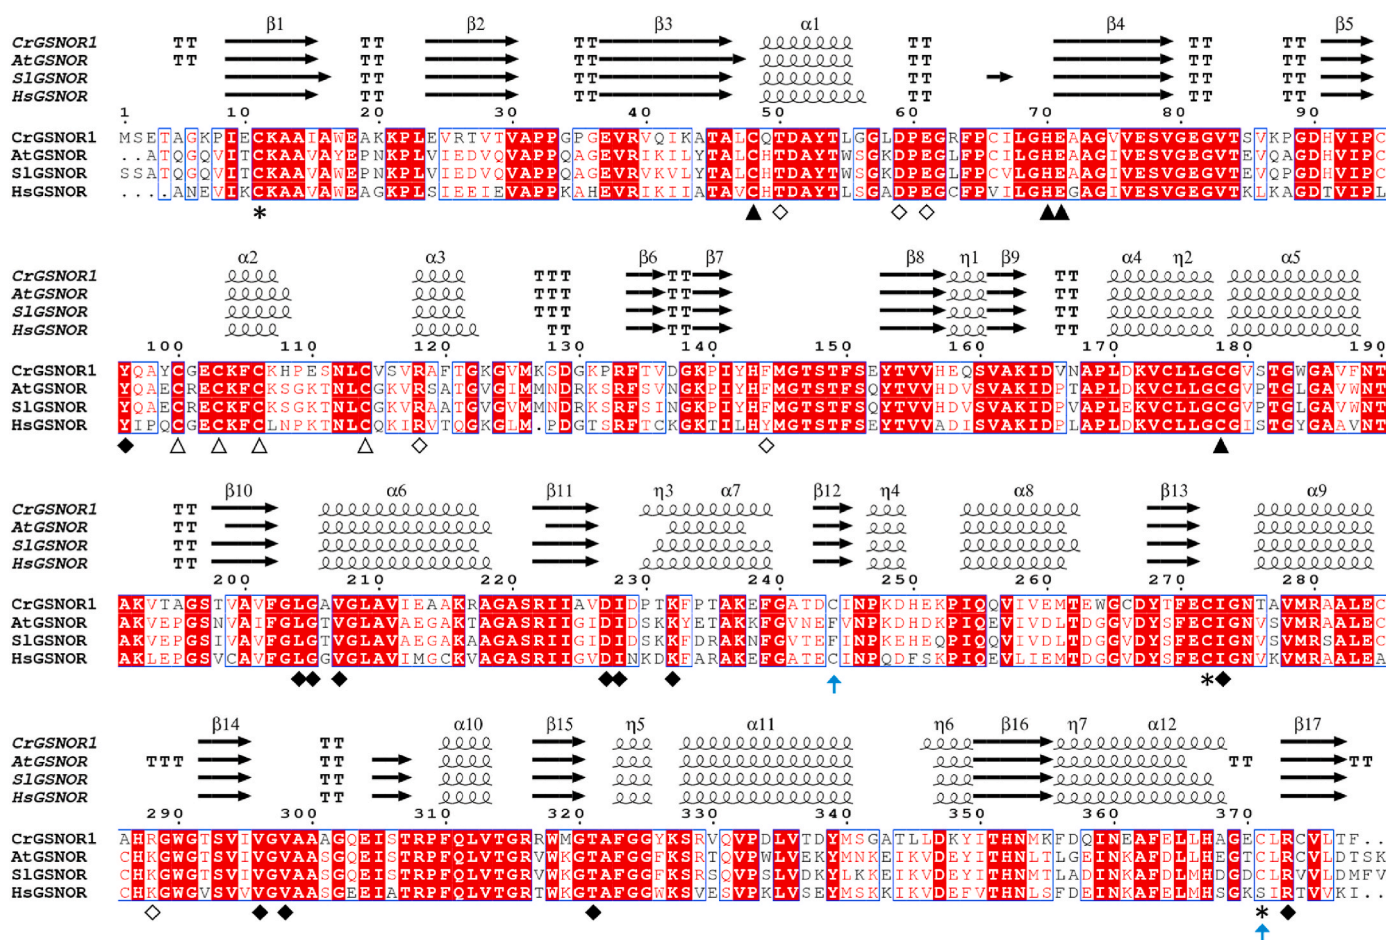 β1 β2 β3 α1 β4 β5
CrGSNOR1 TT TT TT TT TT TT
AtGSNOR TT TT TT TT TT TT
SlGSNOR TT TT TT TT TT
HsGSNOR TT TT TT TT TT
1 10 20 30 40 50 60 70 80 90
CrGSNOR1 MSETAGKPIECKAAIAWEAKKPLEVRTVTVAPPGPGEVRVQIKATALCQTDAYTLGGLDPEGRFPCILGHEAAGVVESVGEGVTSVKPGDHVIPC
AtGSNOR ..ATQGQVITCKAAVAYEPNKPLVIEDVQVAPPQAGEVRIKILYTALCHTDAYTWSGKDPEGLFPCILGHEAAGIVESVGEGVTEVQAGDHVIPC
SlGSNOR SSATQGQVITCKAAVAWEPNKPLVIEDVQVAPPQAGEVRVKVLYTALCHTDAYTWSGKDPEGLFPCVLGHEAAGIVESVGEGVTEVQPGDHVIPC
HsGSNOR ...ANEVIKCKAAVAWEAGKPLSIEEIEVAPPKAHEVRIKIIATAVCHTDAYTLSGADPEGCFPVILGHEGAGIVESVGEGVTKLKAGDTVIPL
*
α2 α3 β6 β7 β8 η1 β9 α4 η2 α5
CrGSNOR1 TTT TT TT
AtGSNOR TTT TT TT
SlGSNOR TTT TT TT
HsGSNOR TT TT TT
100 110 120 130 140 150 160 170 180 190
CrGSNOR1 YQAYCGECKFCKHPESNLCVSVRAFTGKGVMKSDGKPRFTVDGKPIYHFMGTSTFSEYTVVHEQSVAKIDVNAPLDKVCLLGCGVSTGWGAVFNT
AtGSNOR YQAECRECKFCKSGKTNLCGKVRSATGVGIMMNDRKSRFSVNGKPIYHFMGTSTFSQYTVVHDVSVAKIDPTAPLDKVCLLGCGVPTGLGAVWNT
SlGSNOR YQAECRECKFCKSGKTNLCGKVRAATGVGVMMNDRKSRFSINGKPIYHFMGTSTFSQYTVVHDVSVAKIDPVAPLEKVCLLGCGVPTGLGAVWNT
HsGSNOR YIPQCGECKFCLNPKTNLCQKIRVTQGKGLM.PDGTSRFTCKGKTILHYMGTSTFSEYTVVADISVAKIDPLAPLDKVCLLGCGISTGYGAAVNT
β10 α6 β11 η3 α7 β12 η4 α8 β13 α9
CrGSNOR1 TT
AtGSNOR TT
SlGSNOR TT
HsGSNOR TT
200 210 220 230 240 250 260 270 280
CrGSNOR1 AKVTAGSTVAVFGLGAVGLAVIEAAKRAGASRIIAVDIDPTKFPTAKEFGATDCINPKDHEKPIQQVIVEMTEWGCDYTFECIGNTAVMRAALEC
AtGSNOR AKVEPGSNVAIFGLGTVGLAVAEGAKTAGASRIIGIDIDSKKYETAKKFGVNEFVNPKDHDKPIQEVIVDLTDGGVDYSFECIGNVSVMRAALEC
SlGSNOR AKVEPGSIVAVFGLGTVGLAVAEGAKAAGASRIIGIDIDSKKFDRAKNFGVTEFINPKEHEQPIQQVIVDLTDGGVDYSFECIGNVSVMRSALEC
HsGSNOR AKLEPGSVCAVFGLGGVGLAVIMGCKVAGASRIIGVDINKDKFARAKEFGATECINPQDFSKPIQEVLIEMTDGGVDYSFECIGNVKVMRAALEA
*
β14 α10 β15 η5 α11 η6 β16 η7 α12 β17
CrGSNOR1 TT
AtGSNOR TTT TT TT TT
SlGSNOR TT
HsGSNOR TT
290 300 310 320 330 340 350 360 370
CrGSNOR1 AHRGWGTSVIVGVAAAGQEISTRPFQLVTGRRWMGTAFGGYKSRVQVPDLVTDYMSGATLLDKYITHNMKFDQINEAFELLHAGECLRCVLTF..
AtGSNOR CHKGWGTSVIVGVAASGQEISTRPFQLVTGRVWKGTAFGGFKSRTQVPWLVEKYMNKEIKVDEYITHNLTLGEINKAFDLLHEGTCLRCVLDTSK
SlGSNOR CHKGWGTSVIVGVAASGQEISTRPFQLVTGRVWKGTAFGGFKSRSQVPSLVDKYLKKEIKVDEYITHNMTLADINKAFDLMHDGDCLRVVLDMFV
HsGSNOR CHKGWGVSVVVGVAASGEEIATRPFQLVTGRTWKGTAFGGWKSVESVPKLVSEYMSKKIKVDEFVTHNLSFDEINKAFELMHSGKSIRTVVKI..
*